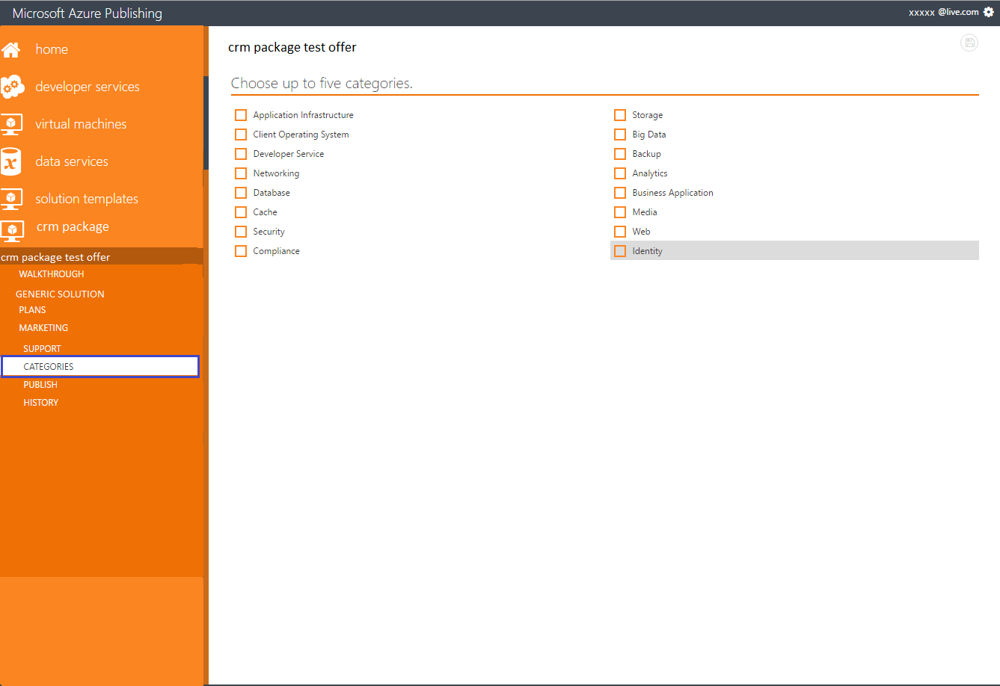 Microsoft Azure Publishing
xxxxx @live.com
home
developer services
virtual machines
data services
solution templates
crm package
crm package test offer
WALKTHROUGH
GENERIC SOLUTION
PLANS
MARKETING
SUPPORT
CATEGORIES
PUBLISH
HISTORY
crm package test offer
Choose up to five categories.
Application Infrastructure
Client Operating System
Developer Service
Networking
Database
Cache
Security
Compliance
Storage
Big Data
Backup
Analytics
Business Application
Media
Web
Identity